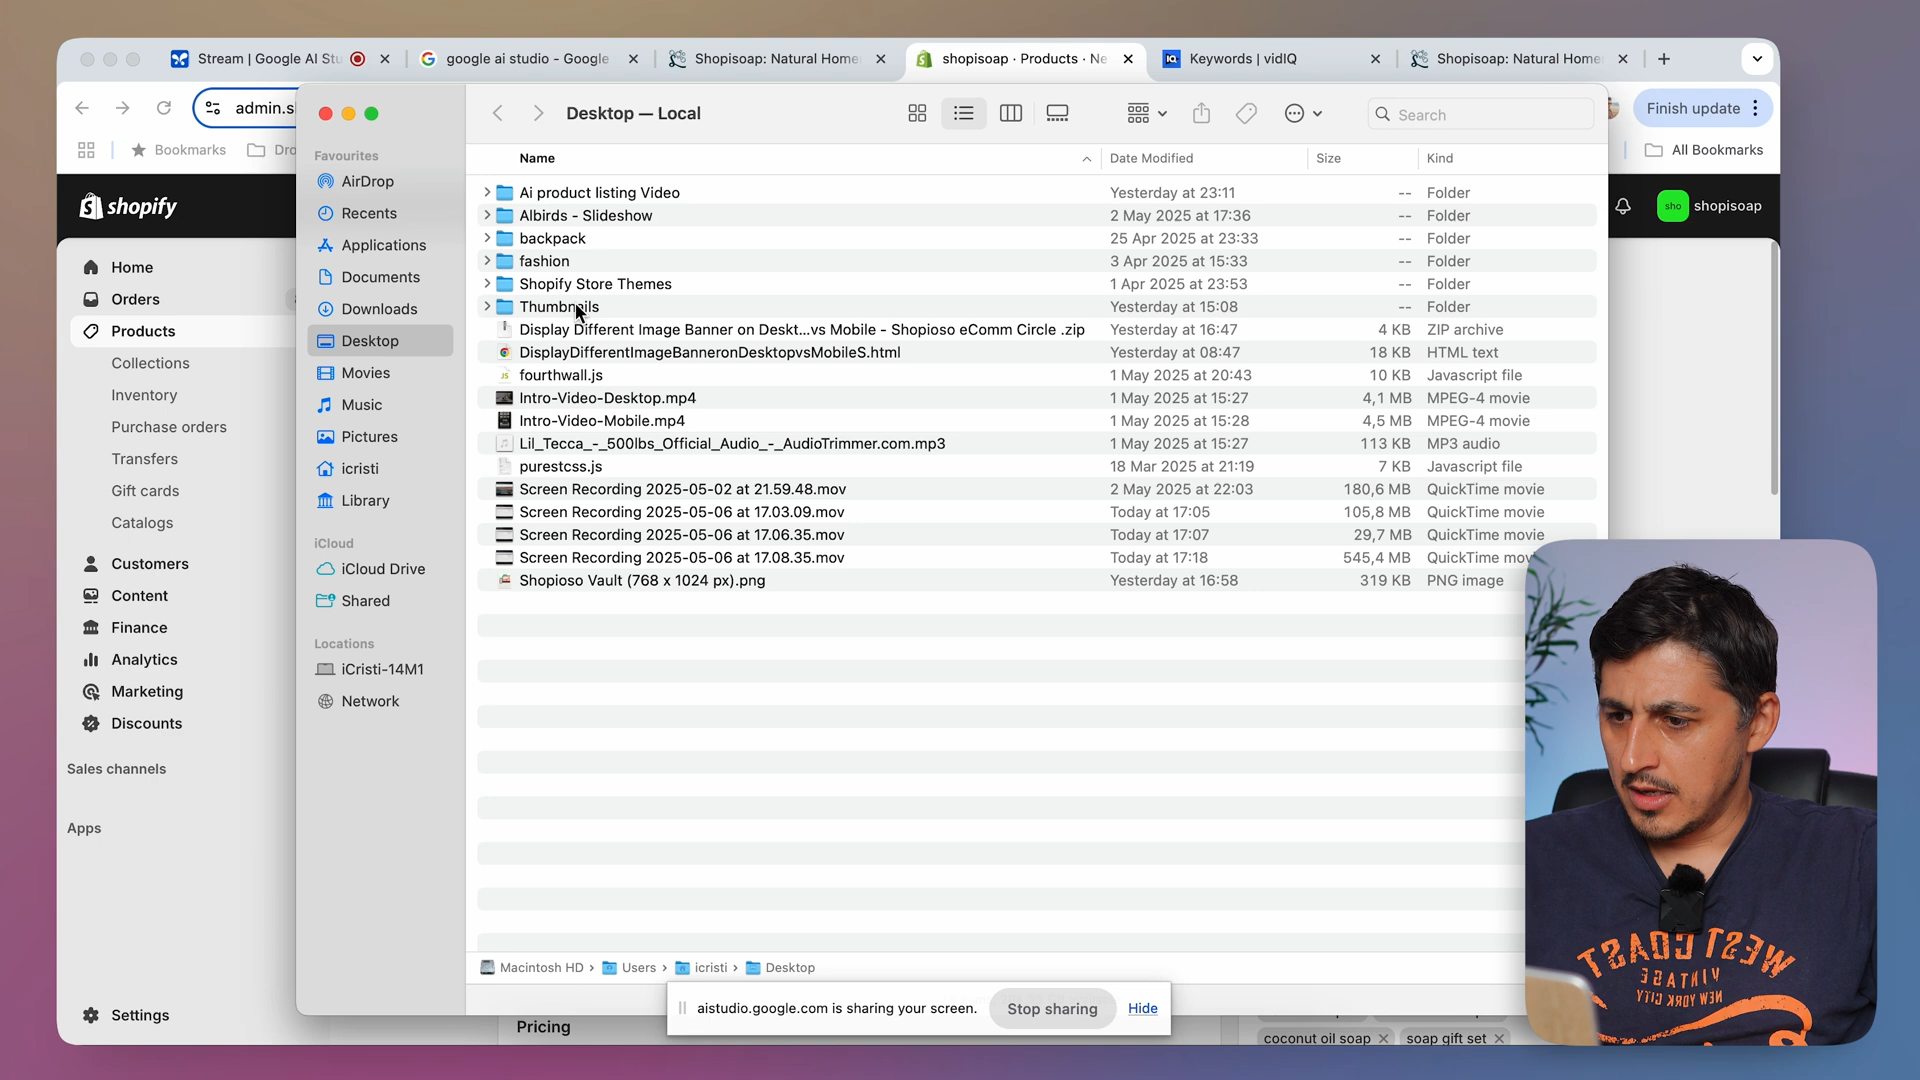 Stream | Google AI Stu
google ai studio - Google
Shopisoap: Natural Home
shopisoap · Products · Ne
Keywords | vidIQ
Shopisoap: Natural Home
admin.s
Finish update
Bookmarks
Dro
All Bookmarks
shopify
sho
shopisoap
Home
Orders
Products
Collections
Inventory
Purchase orders
Transfers
Gift cards
Catalogs
Customers
Content
Finance
Analytics
Marketing
Discounts
Sales channels
Apps
Settings
Favourites
AirDrop
Recents
Applications
Documents
Downloads
Desktop
Movies
Music
Pictures
icristi
Library
iCloud
iCloud Drive
Shared
Locations
iCristi-14M1
Network
Desktop — Local
Search
Name Date Modified Size Kind
Ai product listing Video Yesterday at 23:11 -- Folder
Albirds - Slideshow 2 May 2025 at 17:36 -- Folder
backpack 25 Apr 2025 at 23:33 -- Folder
fashion 3 Apr 2025 at 15:33 -- Folder
Shopify Store Themes 1 Apr 2025 at 23:53 -- Folder
Thumbnails Yesterday at 15:08 -- Folder
Display Different Image Banner on Deskt...vs Mobile - Shopioso eComm Circle .zip Yesterday at 16:47 4 KB ZIP archive
DisplayDifferentImageBanneronDesktopvsMobileS.html Yesterday at 08:47 18 KB HTML text
fourthwall.js 1 May 2025 at 20:43 10 KB Javascript file
Intro-Video-Desktop.mp4 1 May 2025 at 15:27 4,1 MB MPEG-4 movie
Intro-Video-Mobile.mp4 1 May 2025 at 15:28 4,5 MB MPEG-4 movie
Lil_Tecca_-_500lbs_Official_Audio_-_AudioTrimmer.com.mp3 1 May 2025 at 15:27 113 KB MP3 audio
purestcss.js 18 Mar 2025 at 21:19 7 KB Javascript file
Screen Recording 2025-05-02 at 21.59.48.mov 2 May 2025 at 22:03 180,6 MB QuickTime movie
Screen Recording 2025-05-06 at 17.03.09.mov Today at 17:05 105,8 MB QuickTime movie
Screen Recording 2025-05-06 at 17.06.35.mov Today at 17:07 29,7 MB QuickTime movie
Screen Recording 2025-05-06 at 17.08.35.mov Today at 17:18 545,4 MB QuickTime mov
Shopioso Vault (768 x 1024 px).png Yesterday at 16:58 319 KB PNG image
Macintosh HD › Users › icristi › Desktop
aistudio.google.com is sharing your screen. Stop sharing Hide
Pricing
coconut oil soap
soap gift set
WEST COAST
VINTAGE
NEW YORK CITY